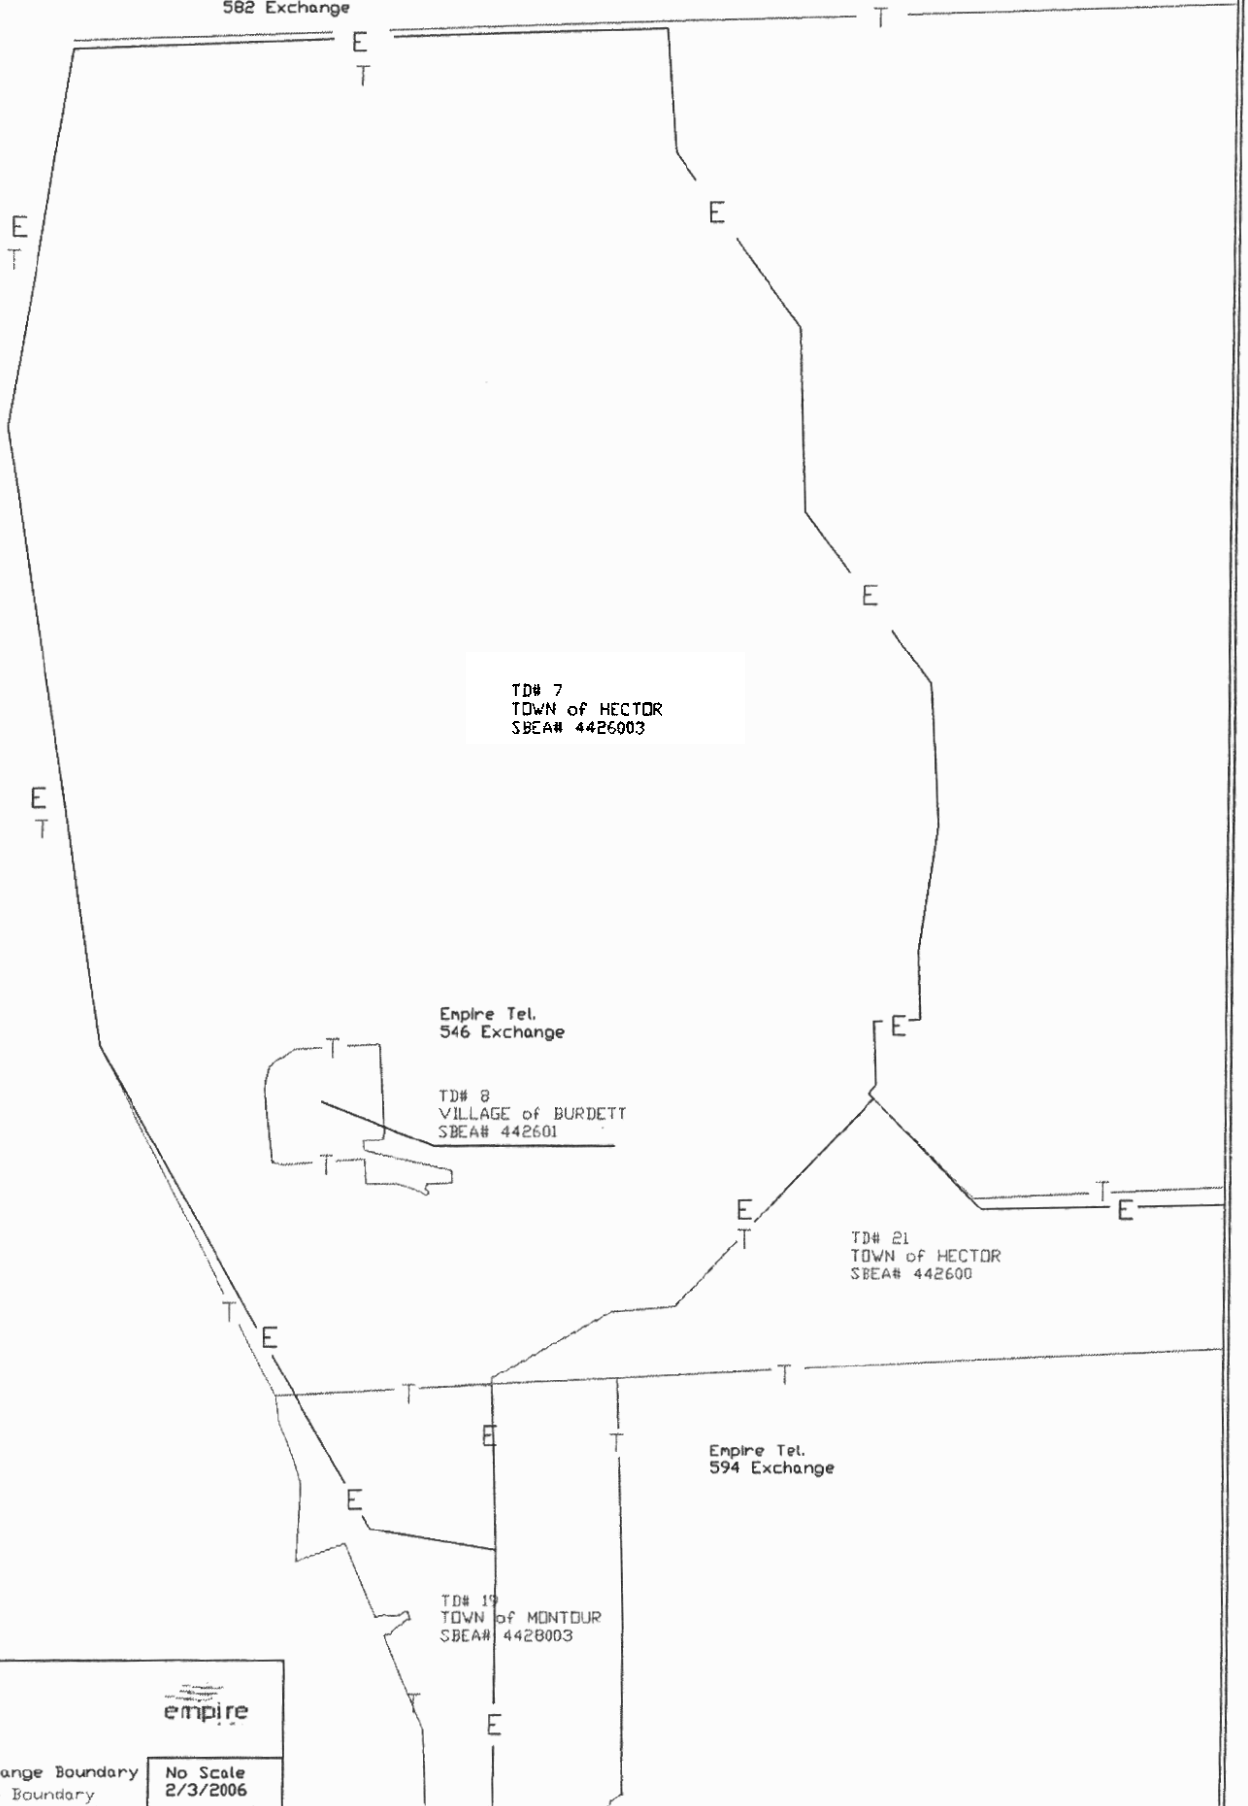 582 Exchange
T
E
T
E
T
E
E
TD# 7
TOWN of HECTOR
SBEA# 4426003
E
T
Empire Tel.
546 Exchange
E
T
TD# 8
VILLAGE of BURDETT
SBEA# 442601
T
T
E
E
T
TD# 21
TOWN of HECTOR
SBEA# 442600
T
E
T
T
E
T
Empire Tel.
594 Exchange
E
TD# 19
TOWN of MONTOUR
SBEA# 4428003
T
E
empire
ange Boundary
Boundary
No Scale
2/3/2006